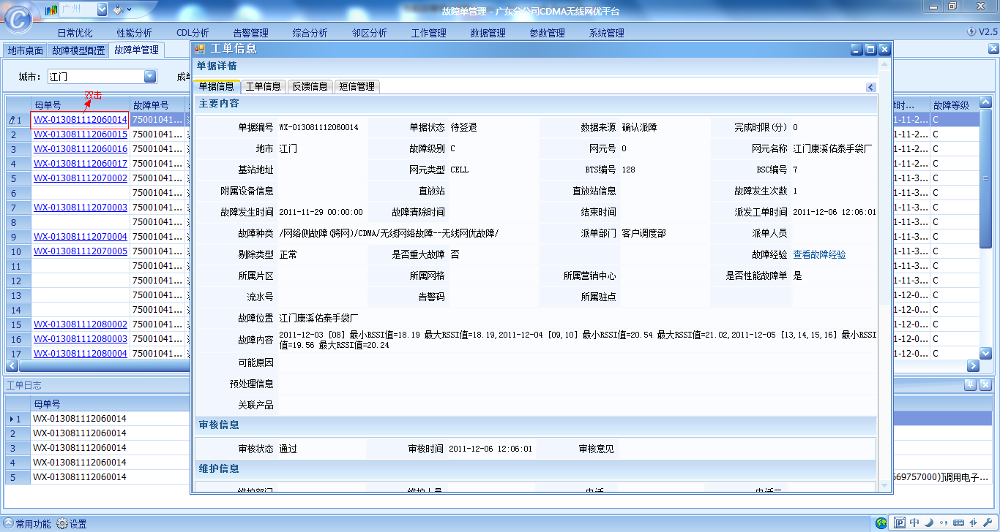 广州
故障单管理 - 广东分公司CDMA无线网优平台
日常优化 性能分析 CDL分析 告警管理 综合分析 邻区分析 工作管理 数据管理 参数管理 系统管理 V2.5
地市桌面 故障模型配置 故障单管理
城市： 江门
双击
母单号 故障单号 故障等级
1 WX-013081112060014 75001041... 1-11-2... C
2 WX-013081112060015 75001041... 1-11-2... C
3 WX-013081112060016 75001041... 1-11-2... C
4 WX-013081112060017 75001041... 1-11-2... C
5 WX-013081112070002 75001041... 1-11-3... C
6 75001041... 1-11-3... C
7 WX-013081112070003 75001041... 1-11-3... C
8 75001041... 1-11-3... C
9 WX-013081112070004 75001041... 1-11-3... C
10 WX-013081112070005 75001041... 1-11-3... C
11 75001041... 1-11-3... C
12 75001041... 1-11-3... C
13 75001041... 1-12-0... C
14 75001041... 1-12-0... C
15 WX-013081112080002 75001041... 1-12-0... C
16 WX-013081112080003 75001041... 1-12-0... C
17 WX-013081112080004 75001041... 1-12-0... C
工单日志
母单号
1 WX-013081112060014
2 WX-013081112060014
3 WX-013081112060014
4 WX-013081112060014
5 WX-013081112060014 569757000)]调用电子...
工单信息
单据详情
单据信息 工单信息 反馈信息 短信管理
主要内容
单据编号 WX-013081112060014 单据状态 待签退 数据来源 确认派障 完成时限(分) 0
地市 江门 故障级别 C 网元号 0 网元名称 江门康溪佑泰手袋厂
基站地址 网元类型 CELL BTS编号 128 BSC编号 7
附属设备信息 直放站 直放站信息 故障发生次数 1
故障发生时间 2011-11-29 00:00:00 故障清除时间 结束时间 派发工单时间 2011-12-06 12:06:01
故障种类 /网络侧故障(跨网)/CDMA/无线网络故障--无线网优故障/ 派单部门 客户调度部 派单人员
剔除类型 正常 是否重大故障 否 故障经验 查看故障经验
所属片区 所属网格 所属营销中心 是否性能故障单 是
流水号 告警码 所属驻点
故障位置 江门康溪佑泰手袋厂
故障内容 2011-12-03 [08] 最小RSSI值=18.19 最大RSSI值=18.19,2011-12-04 [09,10] 最小RSSI值=20.54 最大RSSI值=21.02,2011-12-05 [13,14,15,16] 最小RSSI
值=19.56 最大RSSI值=20.24
可能原因
预处理信息
关联产品
审核信息
审核状态 通过 审核时间 2011-12-06 12:06:01 审核意见
维护信息
维护部门 维护人员 电话 电话二
常用功能 设置 中